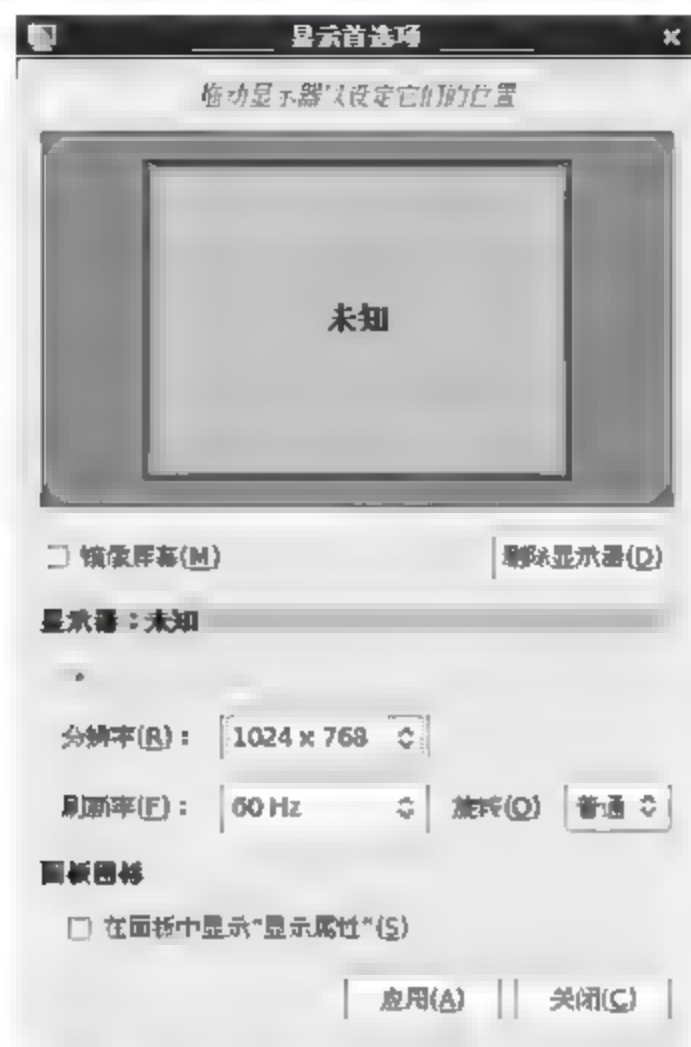 显示首选项
拖动显示器以设定它们的位置
未知
镜像屏幕(M)
删除显示器(D)
显示器：未知
分辨率(R)：
1024 x 768
刷新率(F)：
60 Hz
旋转(O)
普通
面板图标
在面板中显示"显示属性"(S)
应用(A)
关闭(C)